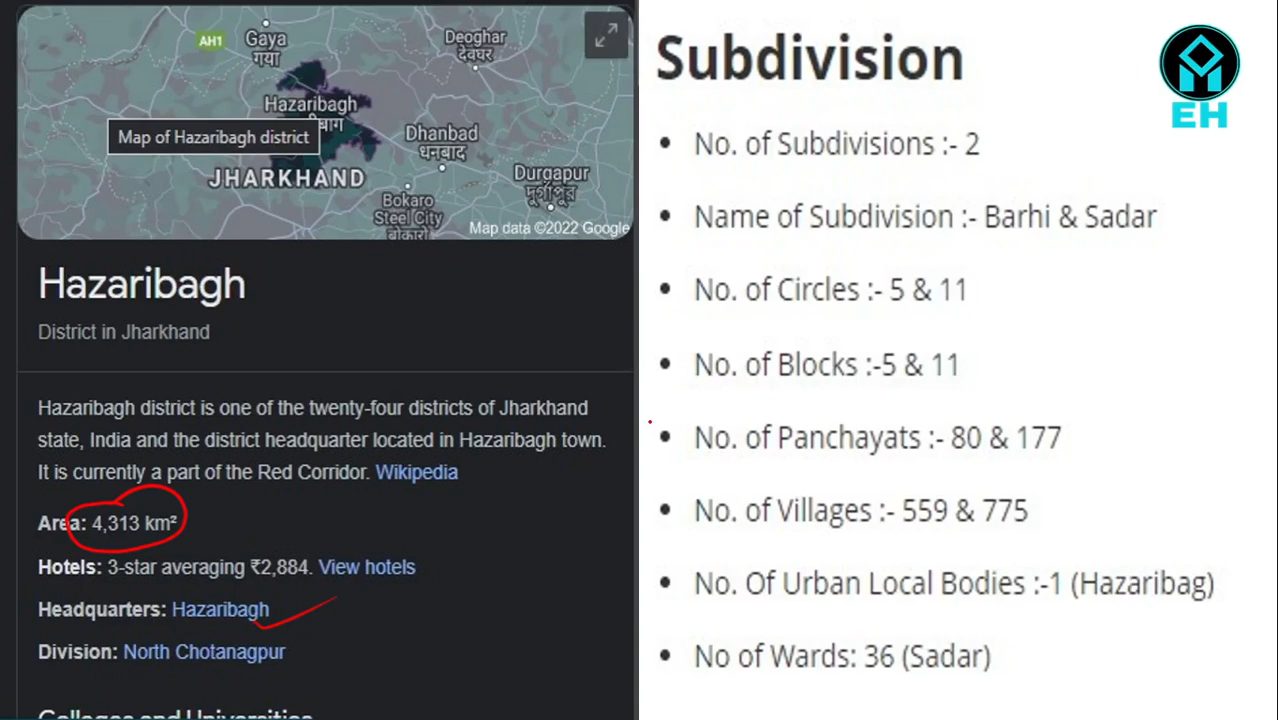 AH1
Gaya
गया
Deoghar
देवघर
Hazaribagh
Map of Hazaribagh district
Dhanbad
धनबाद
JHARKHAND
Durgapur
Bokaro
Steel City
Map data ©2022 Google
Hazaribagh
District in Jharkhand
Hazaribagh district is one of the twenty-four districts of Jharkhand
state, India and the district headquarter located in Hazaribagh town.
It is currently a part of the Red Corridor. Wikipedia
Area: 4,313 km²
Hotels: 3-star averaging ₹2,884. View hotels
Headquarters: Hazaribagh
Division: North Chotanagpur
Colleges and Universities
Subdivision
EH
• No. of Subdivisions :- 2
• Name of Subdivision :- Barhi & Sadar
• No. of Circles :- 5 & 11
• No. of Blocks :-5 & 11
• No. of Panchayats :- 80 & 177
• No. of Villages :- 559 & 775
• No. Of Urban Local Bodies :-1 (Hazaribag)
• No of Wards: 36 (Sadar)